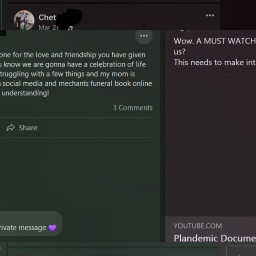 Chet
Mar 2
one for the love and friendship you have given
know we are gonna have a celebration of life
truggling with a few things and my mom is
social media and mechants funeral book online
understanding!
3 Comments
Share
rivate message 💜
Wow. A MUST WATCH
us?
This needs to make int
YOUTUBE.COM
Plandemic Docume